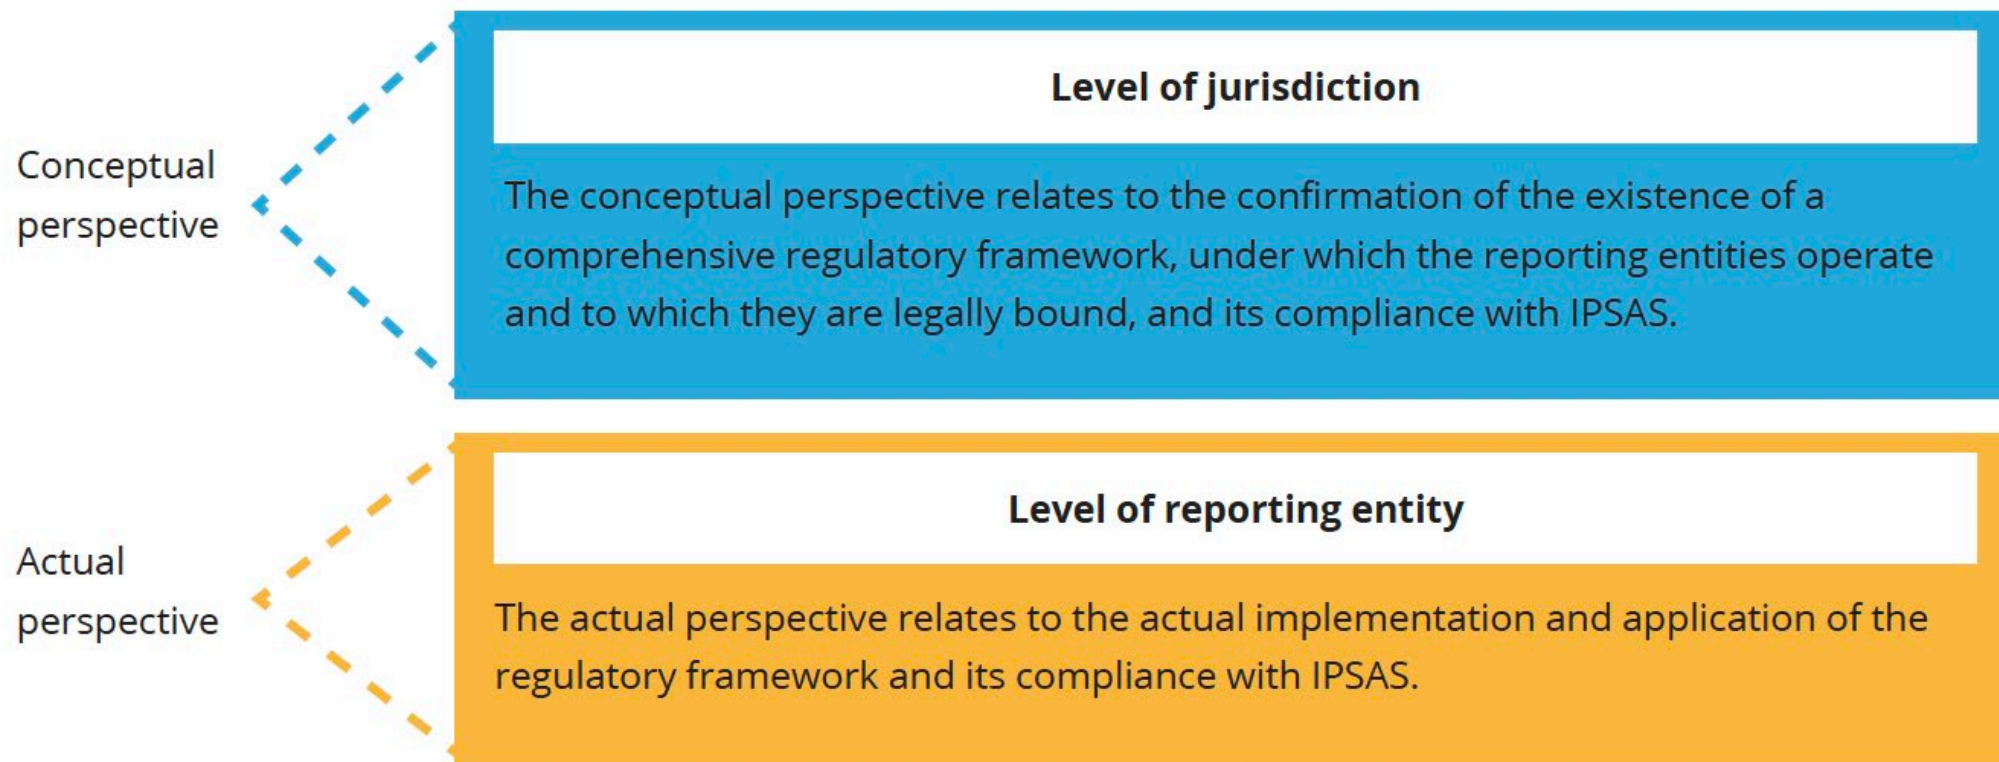 Conceptual
perspective
Level of jurisdiction
The conceptual perspective relates to the confirmation of the existence of a
comprehensive regulatory framework, under which the reporting entities operate
and to which they are legally bound, and its compliance with IPSAS.
Actual
perspective
Level of reporting entity
The actual perspective relates to the actual implementation and application of the
regulatory framework and its compliance with IPSAS.